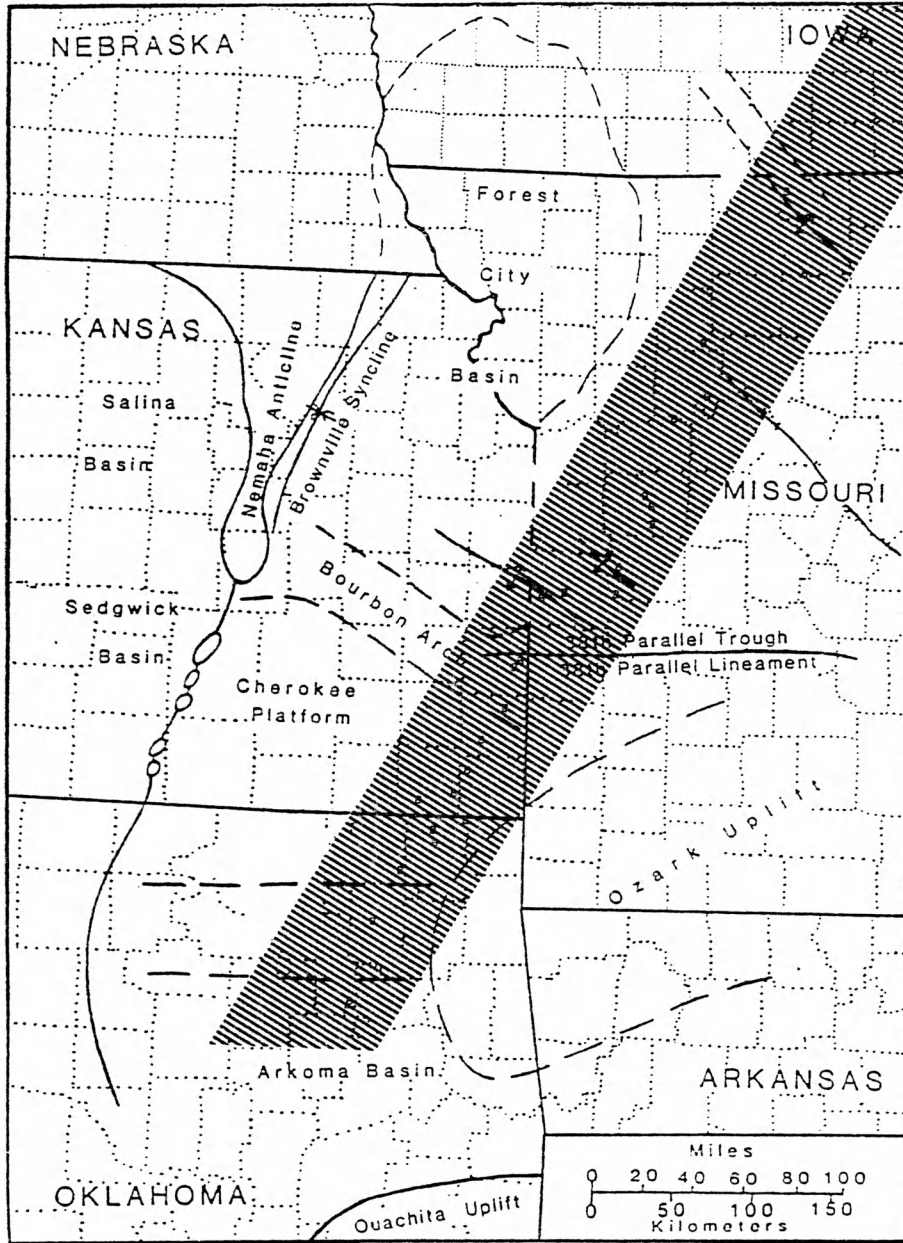 NEBRASKA
IOWA
Forest
City
Basin
KANSAS
Nemaha Anticline
Brownville Syncline
Salina
Basin
MISSOURI
Bourbon Arch
Sedgwick
Basin
38th Parallel Trough
38th Parallel Lineament
Cherokee
Platform
Ozark Uplift
Arkoma Basin
ARKANSAS
OKLAHOMA
Ouachita Uplift
Miles
0 20 40 60 80 100
0 50 100 150
Kilometers